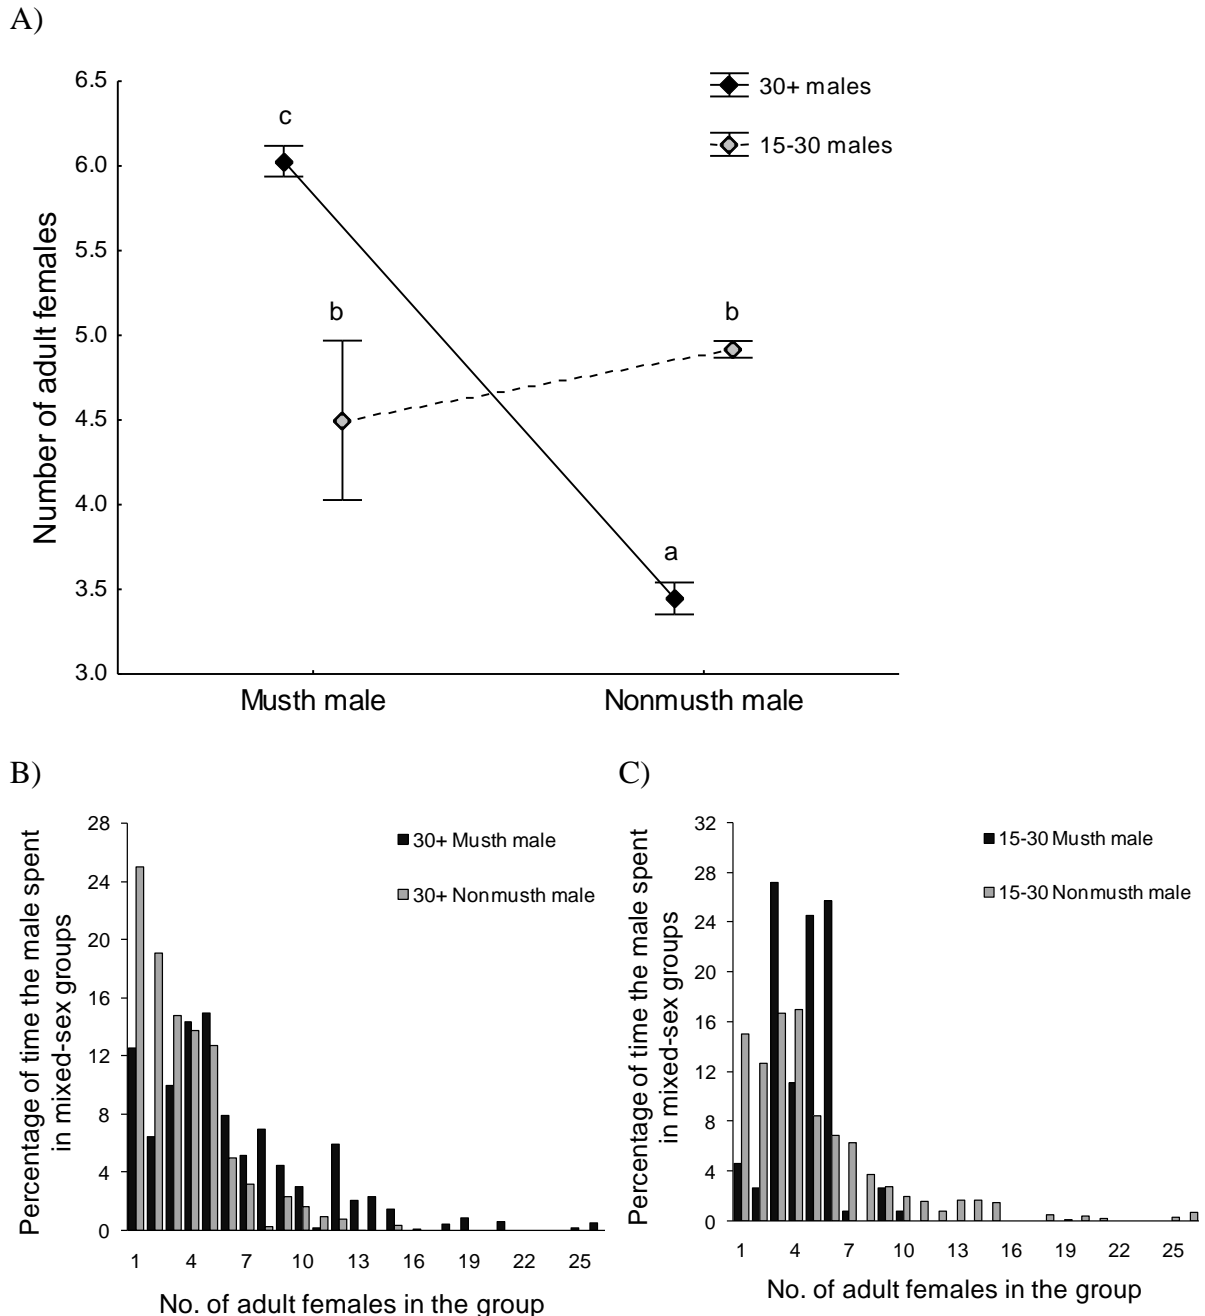 A)
6.5
6.0
5.5
5.0
4.5
4.0
3.5
3.0
Number of adult females
c
b
b
a
30+ males
15-30 males
Musth male
Nonmusth male
B)
28
24
20
16
12
8
4
0
Percentage of time the male spent
in mixed-sex groups
30+ Musth male
30+ Nonmusth male
1 4 7 10 13 16 19 22 25
No. of adult females in the group
C)
32
28
24
20
16
12
8
4
0
Percentage of time the male spent
in mixed-sex groups
15-30 Musth male
15-30 Nonmusth male
1 4 7 10 13 16 19 22 25
No. of adult females in the group